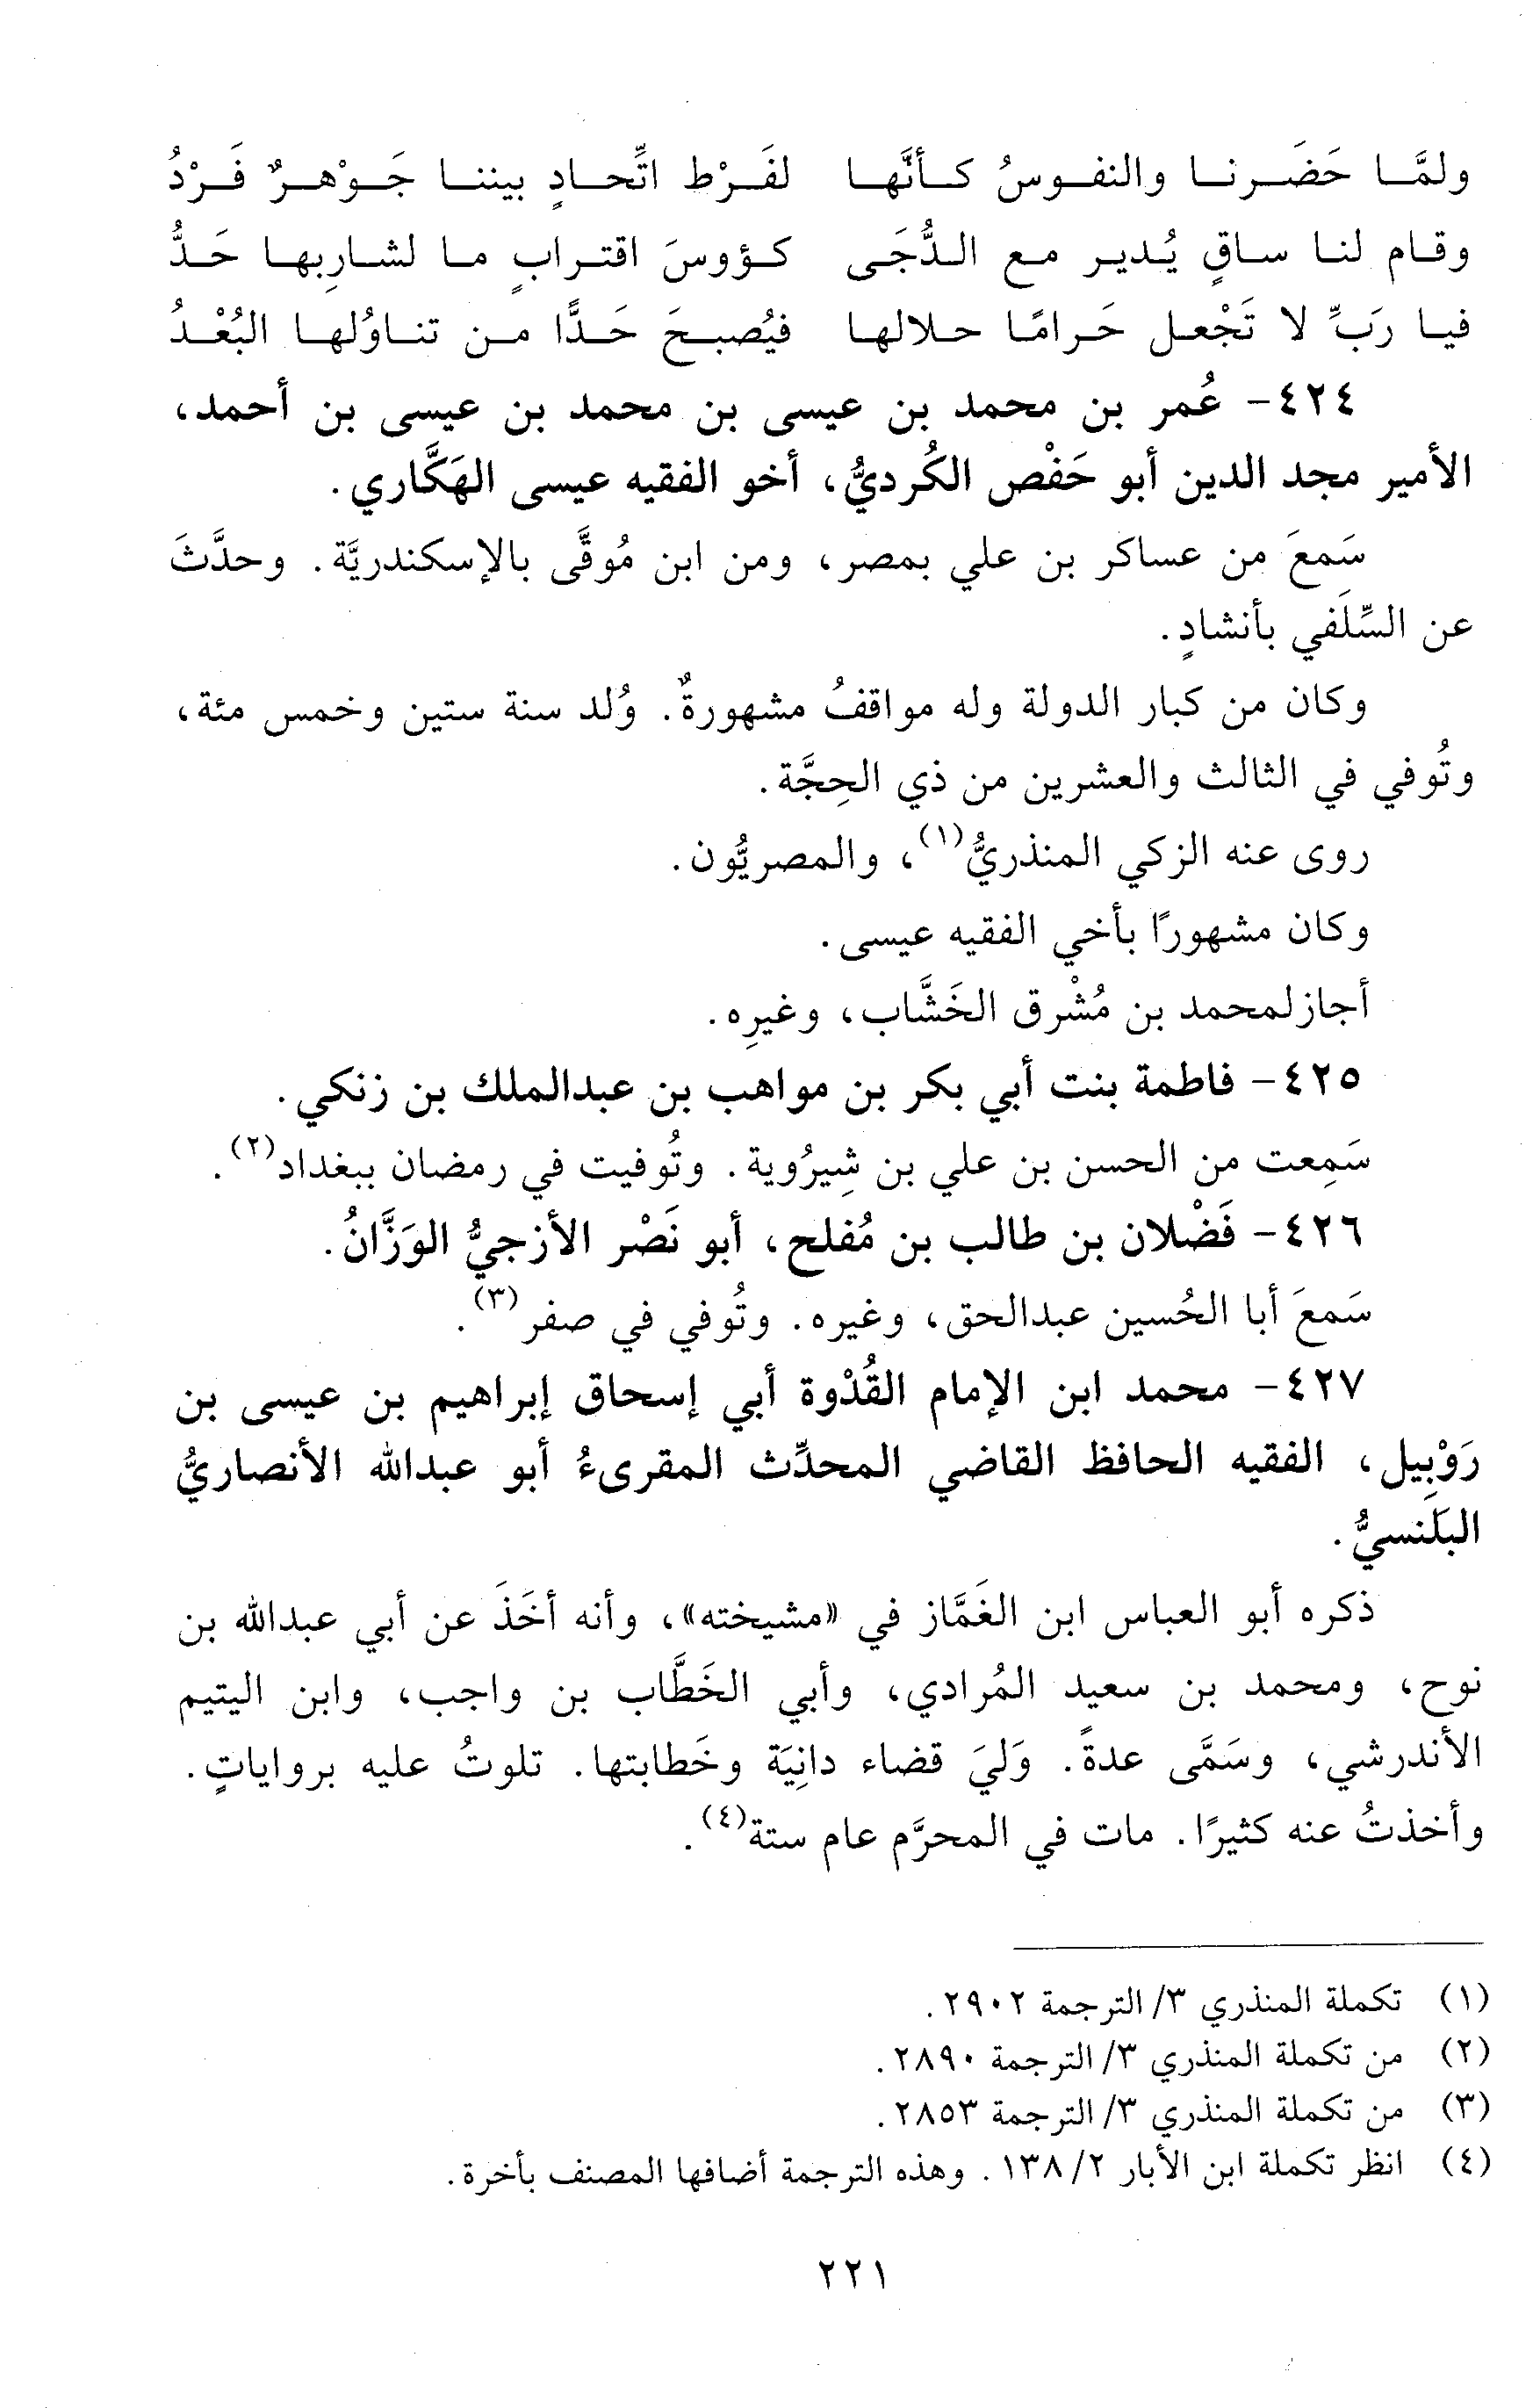 ولمَّا حَضَرنا والنفوسُ كأنَّها لفَرْط اتِّحادٍ بيننا جَوْهرٌ فَرْدُ
وقام لنا ساقٍ يُدير مع الدُّجَى كؤوسَ اقترابٍ ما لشارِبها حَدُّ
فيا رَبِّ لا تَجْعل حَرامًا حلالها فيُصبحَ حَدًّا من تناوُلها البُعْدُ
٤٢٤- عُمر بن محمد بن عيسى بن محمد بن عيسى بن أحمد،
الأمير مجد الدين أبو حَفْص الكُرديُّ، أخو الفقيه عيسى الهَكَّاري.
سَمعَ من عساكر بن علي بمصر، ومن ابن مُوقَّى بالإسكندريَّة. وحدَّثَ
عن السِّلَفي بأنشادٍ.
وكان من كبار الدولة وله مواقفُ مشهورةٌ. وُلد سنة ستين وخمس مئة،
وتُوفي في الثالث والعشرين من ذي الحِجَّة.
روى عنه الزكي المنذريُّ(١)، والمصريُّون.
وكان مشهورًا بأخي الفقيه عيسى.
أجازلمحمد بن مُشْرق الخَشَّاب، وغيرِه.
٤٢٥- فاطمة بنت أبي بكر بن مواهب بن عبدالملك بن زنكي.
سَمِعت من الحسن بن علي بن شِيرُوية. وتُوفيت في رمضان ببغداد(٢).
٤٢٦- فَضْلان بن طالب بن مُفلح، أبو نَصْر الأزجيُّ الوَزَّانُ.
سَمعَ أبا الحُسين عبدالحق، وغيره. وتُوفي في صفر(٣).
٤٢٧- محمد ابن الإمام القُدْوة أبي إسحاق إبراهيم بن عيسى بن
رَوْبِيل، الفقيه الحافظ القاضي المحدِّث المقرىءُ أبو عبدالله الأنصاريُّ
البَلَنسيُّ.
ذكره أبو العباس ابن الغَمَّاز في «مشيخته»، وأنه أخَذَ عن أبي عبدالله بن
نوح، ومحمد بن سعيد المُرادي، وأبي الخَطَّاب بن واجب، وابن اليتيم
الأندرشي، وسَمَّى عدةً. وَليَ قضاء دانِيَة وخَطابتها. تلوتُ عليه برواياتٍ.
وأخذتُ عنه كثيرًا. مات في المحرَّم عام ستة(٤).
(١) تكملة المنذري ٣/ الترجمة ٢٩٠٢.
(٢) من تكملة المنذري ٣/ الترجمة ٢٨٩٠.
(٣) من تكملة المنذري ٣/ الترجمة ٢٨٥٣.
(٤) انظر تكملة ابن الأبار ٢/ ١٣٨. وهذه الترجمة أضافها المصنف بأخرة.
٢٢١